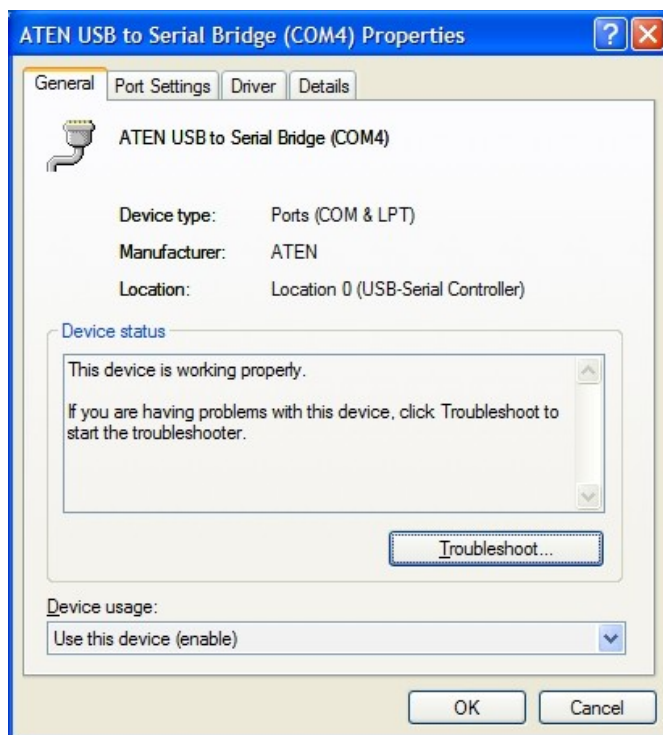 ATEN USB to Serial Bridge (COM4) Properties
General Port Settings Driver Details
ATEN USB to Serial Bridge (COM4)
Device type: Ports (COM & LPT)
Manufacturer: ATEN
Location: Location 0 (USB-Serial Controller)
Device status
This device is working properly.
If you are having problems with this device, click Troubleshoot to
start the troubleshooter.
Troubleshoot...
Device usage:
Use this device (enable)
OK Cancel